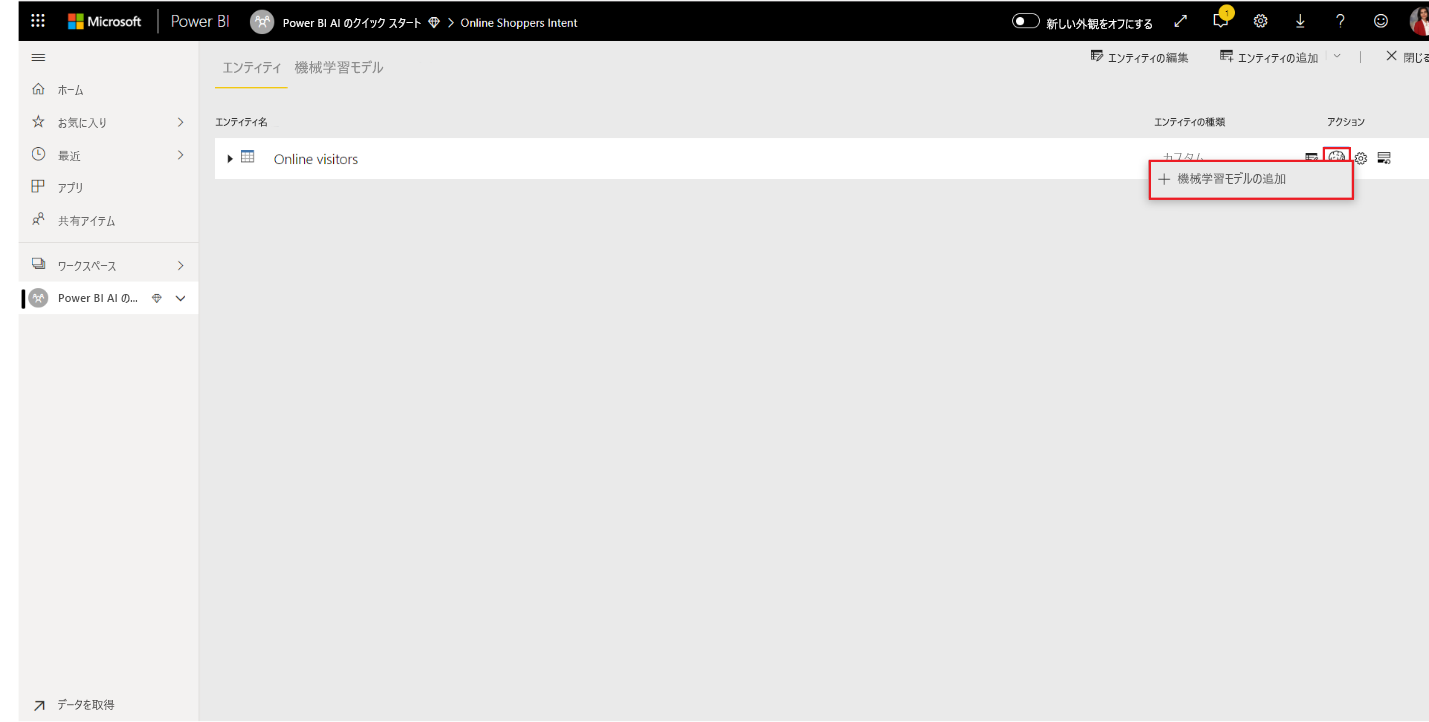 Microsoft Power BI Power BI AI のクイック スタート > Online Shoppers Intent 新しい外観をオフにする 1 ?
エンティティ 機械学習モデル エンティティの編集 エンティティの追加 閉じる
ホーム
お気に入り
最近
アプリ
共有アイテム
ワークスペース
Power BI AI の...
データを取得
エンティティ名 エンティティの種類 アクション
Online visitors カスタム
+ 機械学習モデルの追加